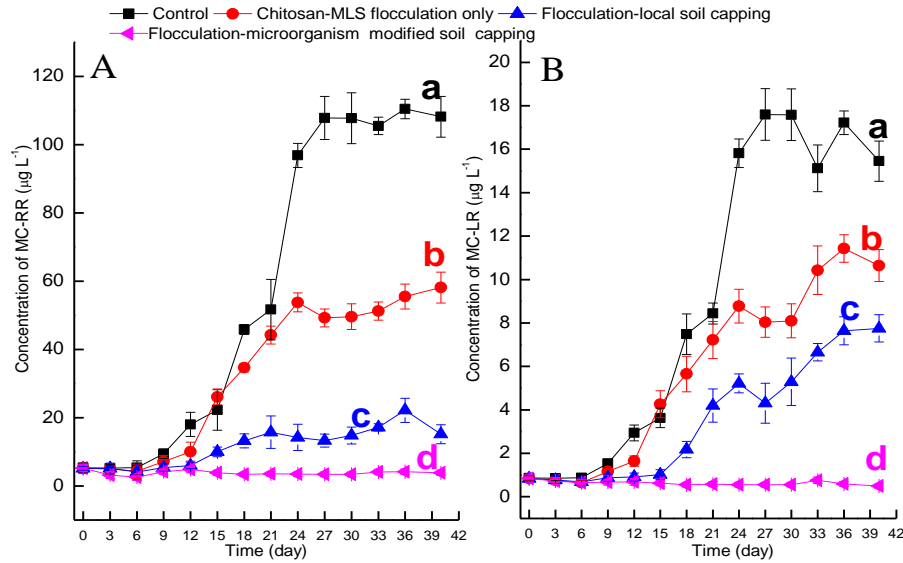 Control Chitosan-MLS flocculation only Flocculation-local soil capping
Flocculation-microorganism modified soil capping
A
a
b
c
d
120
100
80
60
40
20
0
Concentration of MC-RR (µg L-1)
0 3 6 9 12 15 18 21 24 27 30 33 36 39 42
Time (day)
B
a
b
c
d
20
18
16
14
12
10
8
6
4
2
0
Concentration of MC-LR (µg L-1)
0 3 6 9 12 15 18 21 24 27 30 33 36 39 42
Time (day)